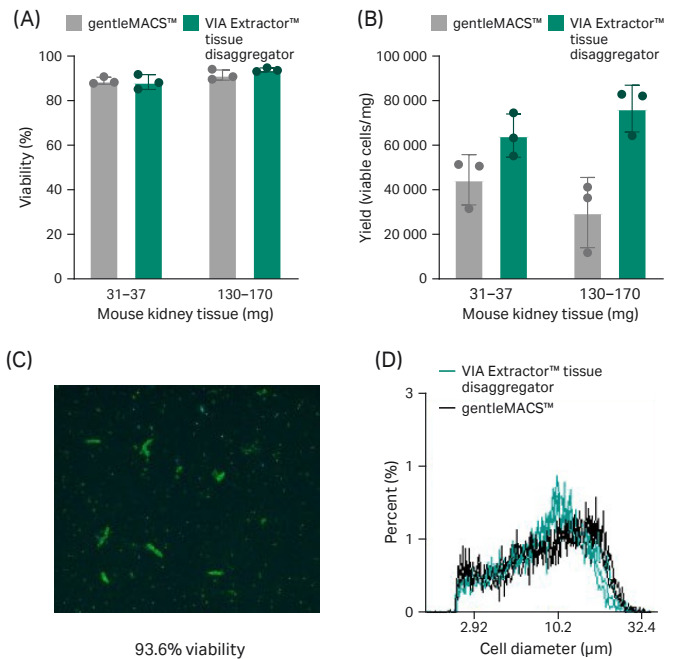 (A)
gentleMACS™
VIA Extractor™
tissue
disaggregator
Viability (%)
100
80
60
40
20
0
31–37
130–170
Mouse kidney tissue (mg)
(B)
gentleMACS™
VIA Extractor™
tissue
disaggregator
Yield (viable cells/mg)
100 000
80 000
60 000
40 000
20 000
0
31–37
130–170
Mouse kidney tissue (mg)
(C)
93.6% viability
(D)
VIA Extractor™ tissue
disaggregator
gentleMACS™
Percent (%)
3
1
1
0
2.92
10.2
32.4
Cell diameter (µm)